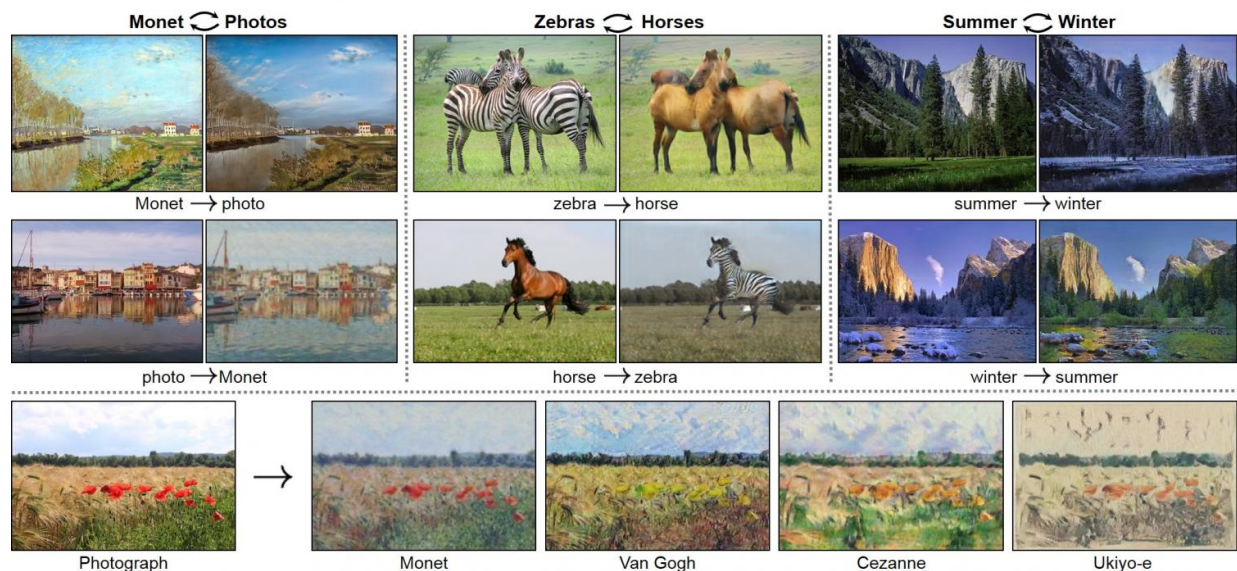 Monet Photos
Zebras Horses
Summer Winter
Monet → photo
zebra → horse
summer → winter
photo → Monet
horse → zebra
winter → summer
Photograph
Monet
Van Gogh
Cezanne
Ukiyo-e